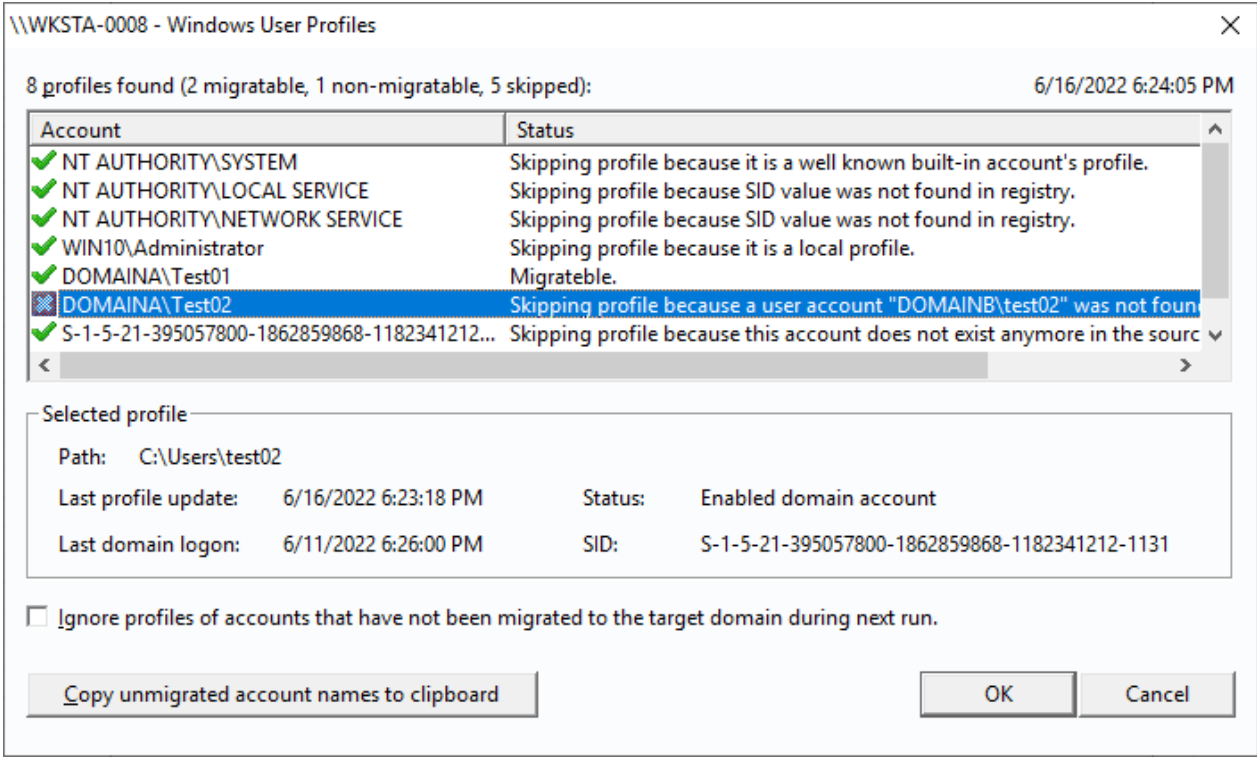 \\WKSTA-0008 - Windows User Profiles
8 profiles found (2 migratable, 1 non-migratable, 5 skipped): 6/16/2022 6:24:05 PM
Account Status
NT AUTHORITY\SYSTEM Skipping profile because it is a well known built-in account's profile.
NT AUTHORITY\LOCAL SERVICE Skipping profile because SID value was not found in registry.
NT AUTHORITY\NETWORK SERVICE Skipping profile because SID value was not found in registry.
WIN10\Administrator Skipping profile because it is a local profile.
DOMAINA\Test01 Migrateble.
DOMAINA\Test02 Skipping profile because a user account "DOMAINB\test02" was not foun
S-1-5-21-395057800-1862859868-1182341212... Skipping profile because this account does not exist anymore in the sourc
Selected profile
Path: C:\Users\test02
Last profile update: 6/16/2022 6:23:18 PM Status: Enabled domain account
Last domain logon: 6/11/2022 6:26:00 PM SID: S-1-5-21-395057800-1862859868-1182341212-1131
Ignore profiles of accounts that have not been migrated to the target domain during next run.
Copy unmigrated account names to clipboard OK Cancel